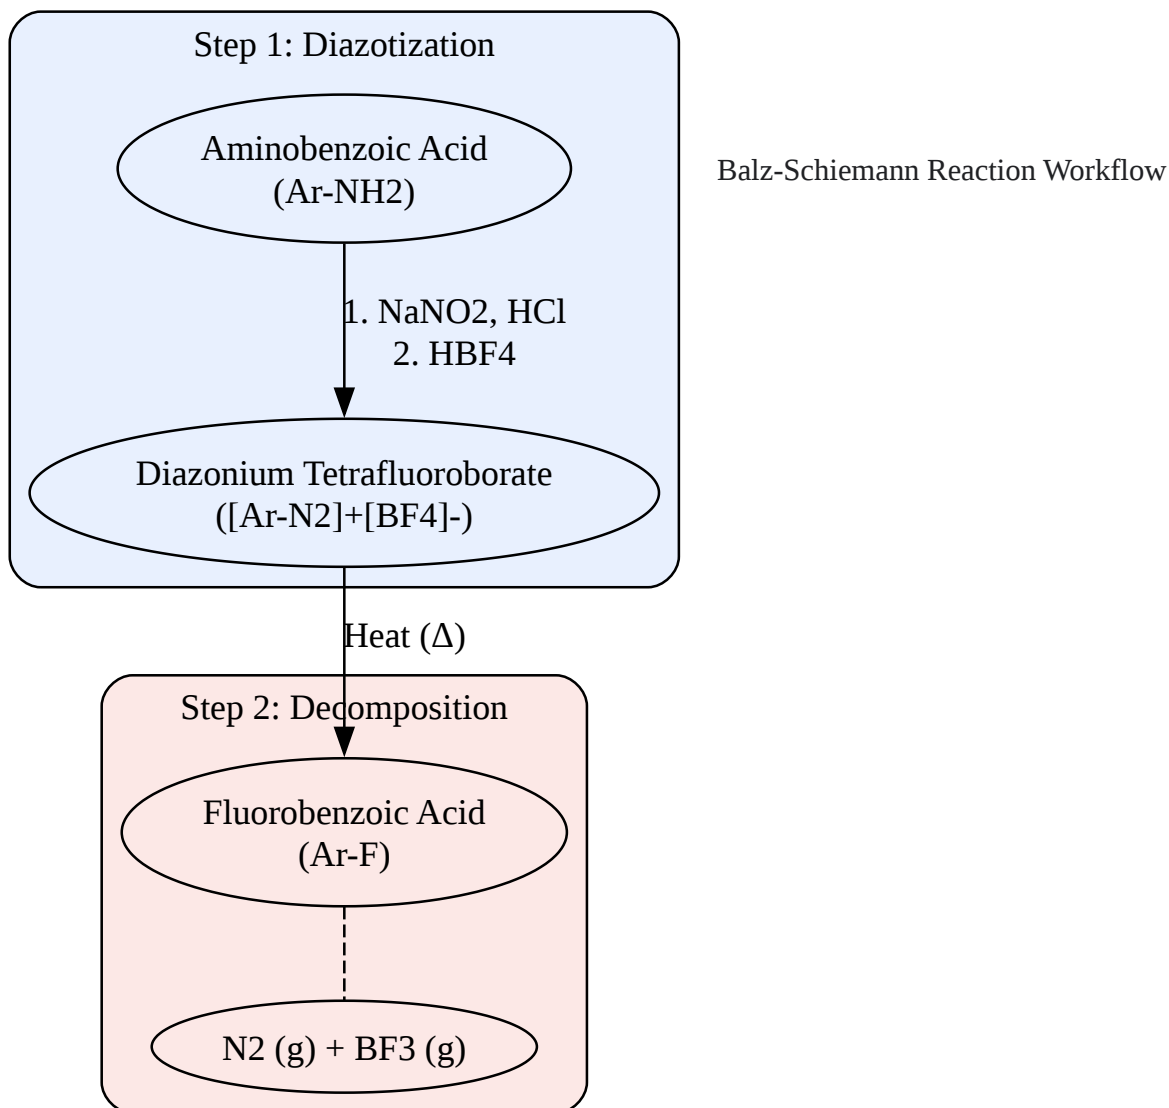 Step 1: Diazotization
Aminobenzoic Acid
(Ar-NH2)
Balz-Schiemann Reaction Workflow
1. NaNO2, HCl
2. HBF4
Diazonium Tetrafluoroborate
([Ar-N2]+[BF4]-)
Heat (Δ)
Step 2: Decomposition
Fluorobenzoic Acid
(Ar-F)
N2 (g) + BF3 (g)